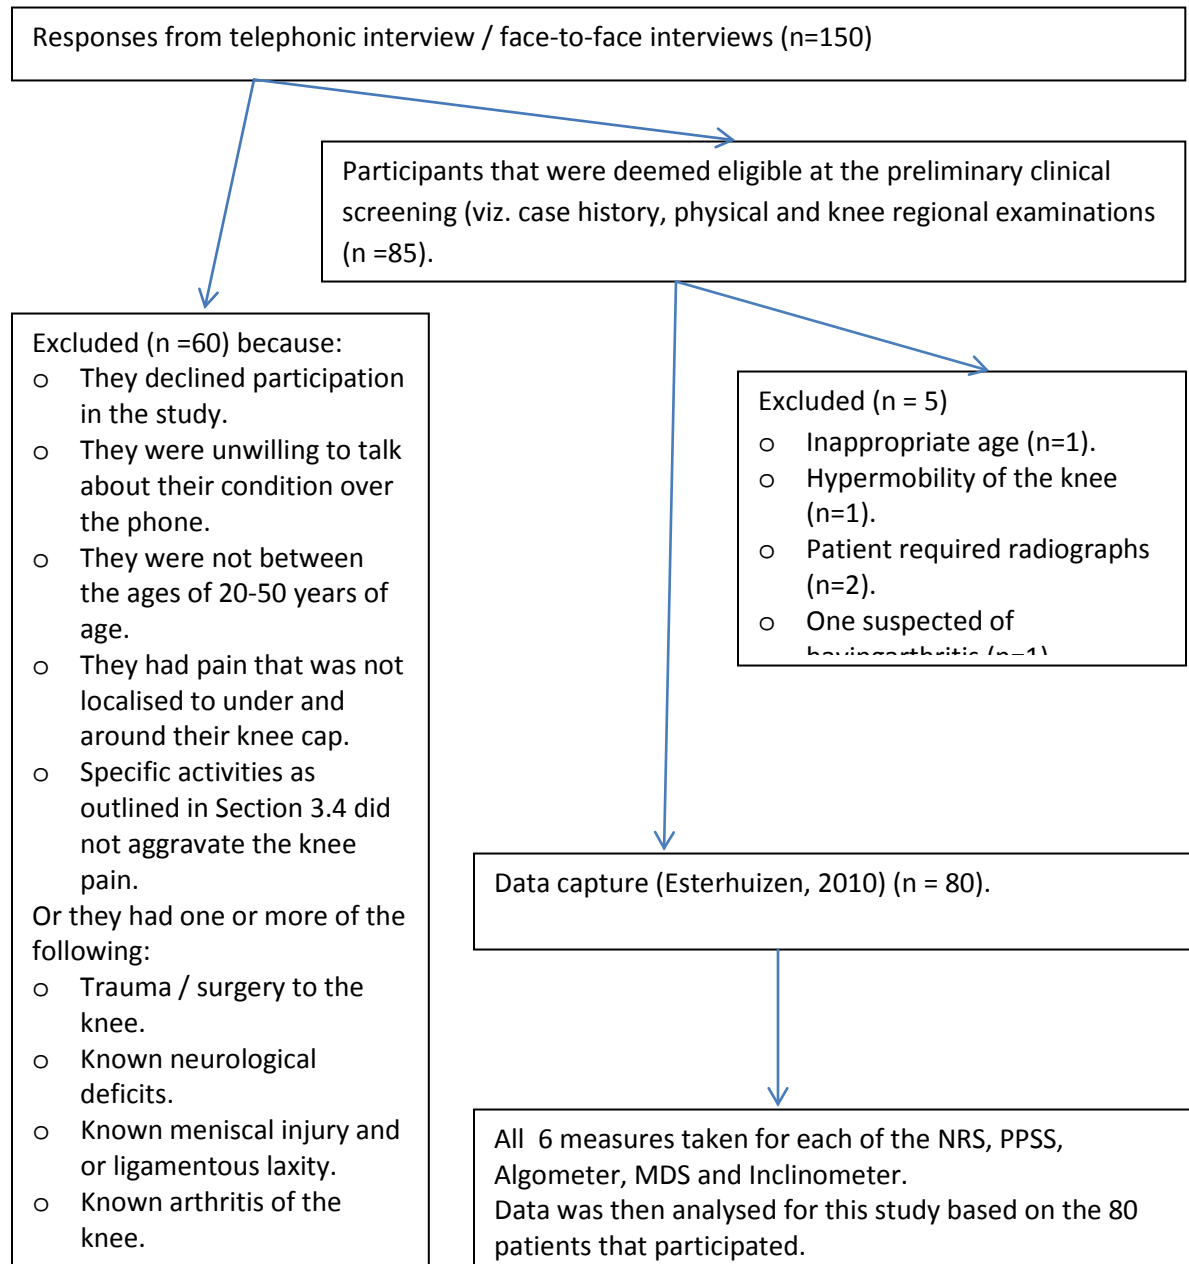 Responses from telephonic interview / face-to-face interviews (n=150)
Participants that were deemed eligible at the preliminary clinical
screening (viz. case history, physical and knee regional examinations
(n =85).
Excluded (n =60) because:
o They declined participation
in the study.
o They were unwilling to talk
about their condition over
the phone.
o They were not between
the ages of 20-50 years of
age.
o They had pain that was not
localised to under and
around their knee cap.
o Specific activities as
outlined in Section 3.4 did
not aggravate the knee
pain.
Or they had one or more of the
following:
o Trauma / surgery to the
knee.
o Known neurological
deficits.
o Known meniscal injury and
or ligamentous laxity.
o Known arthritis of the
knee.
Excluded (n = 5)
o Inappropriate age (n=1).
o Hypermobility of the knee
(n=1).
o Patient required radiographs
(n=2).
o One suspected of
havingarthritis (n=1)
Data capture (Esterhuizen, 2010) (n = 80).
All 6 measures taken for each of the NRS, PPSS,
Algometer, MDS and Inclinometer.
Data was then analysed for this study based on the 80
patients that participated.